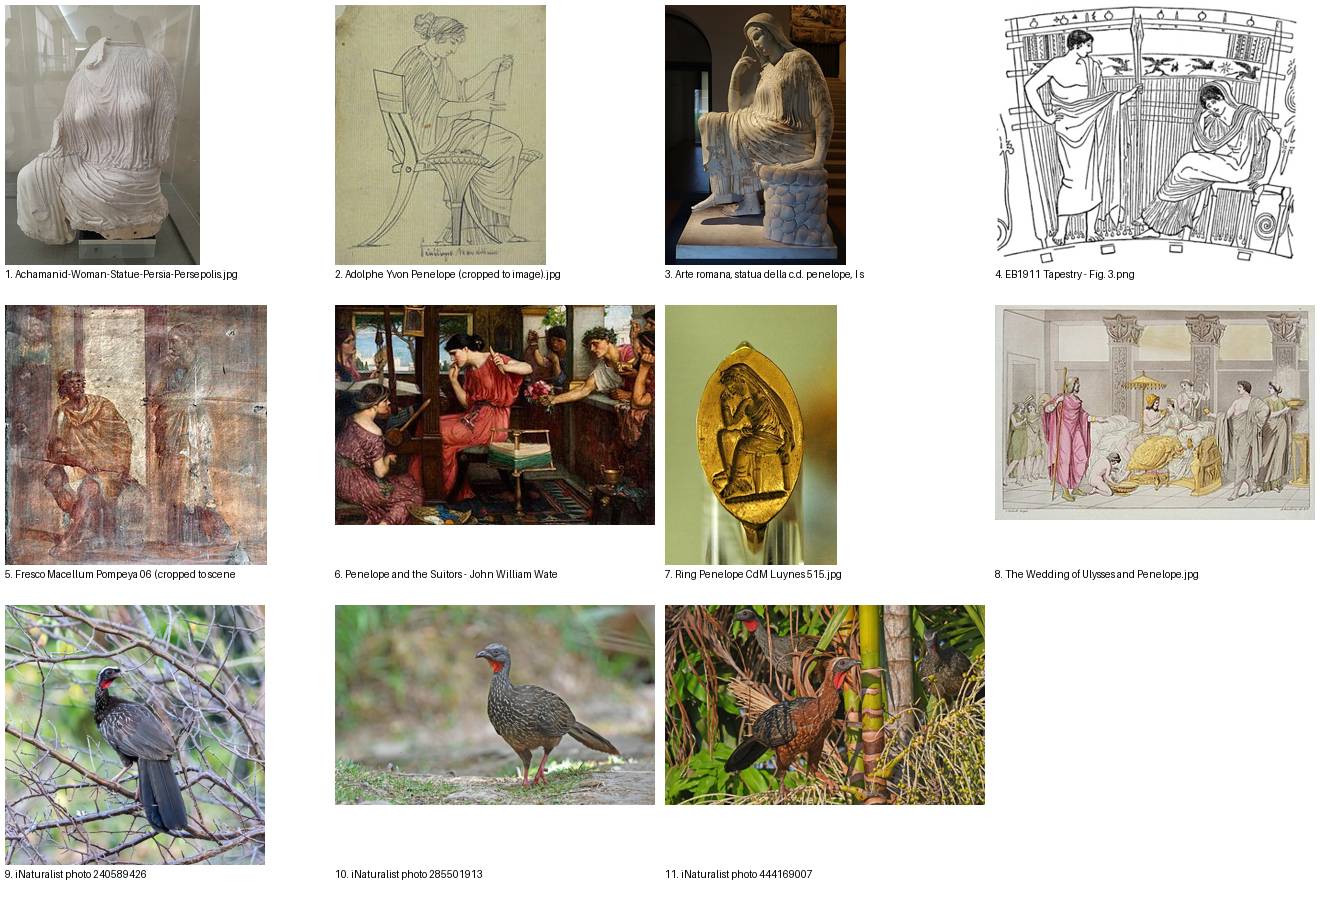 1. Achamanid-Woman-Statue-Persia-Persepolis.jpg
2. Adolphe Yvon Penelope (cropped to image).jpg
3. Arte romana, statua della c.d. penelope, I s
4. EB1911 Tapestry - Fig. 3.png
5. Fresco Macellum Pompeya 06 (cropped to scene
6. Penelope and the Suitors - John William Wate
7. Ring Penelope CdM Luynes 515.jpg
8. The Wedding of Ulysses and Penelope.jpg
9. iNaturalist photo 240589426
10. iNaturalist photo 285501913
11. iNaturalist photo 444169007